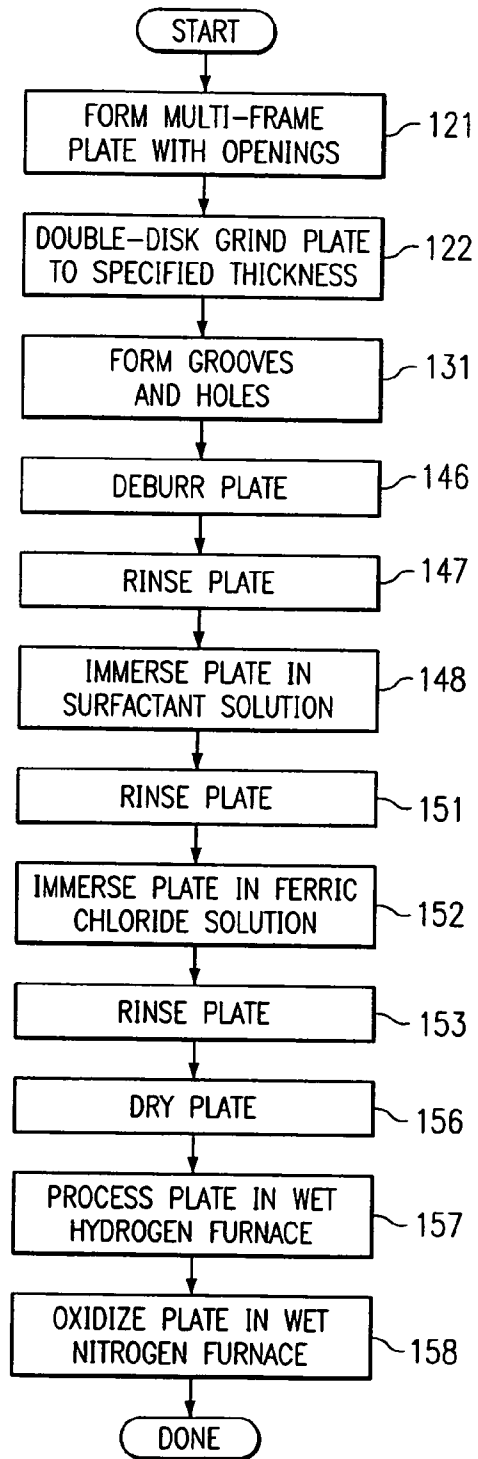 START
FORM MULTI-FRAME
PLATE WITH OPENINGS
121
DOUBLE-DISK GRIND PLATE
TO SPECIFIED THICKNESS
122
FORM GROOVES
AND HOLES
131
DEBURR PLATE
146
RINSE PLATE
147
IMMERSE PLATE IN
SURFACTANT SOLUTION
148
RINSE PLATE
151
IMMERSE PLATE IN FERRIC
CHLORIDE SOLUTION
152
RINSE PLATE
153
DRY PLATE
156
PROCESS PLATE IN WET
HYDROGEN FURNACE
157
OXIDIZE PLATE IN WET
NITROGEN FURNACE
158
DONE